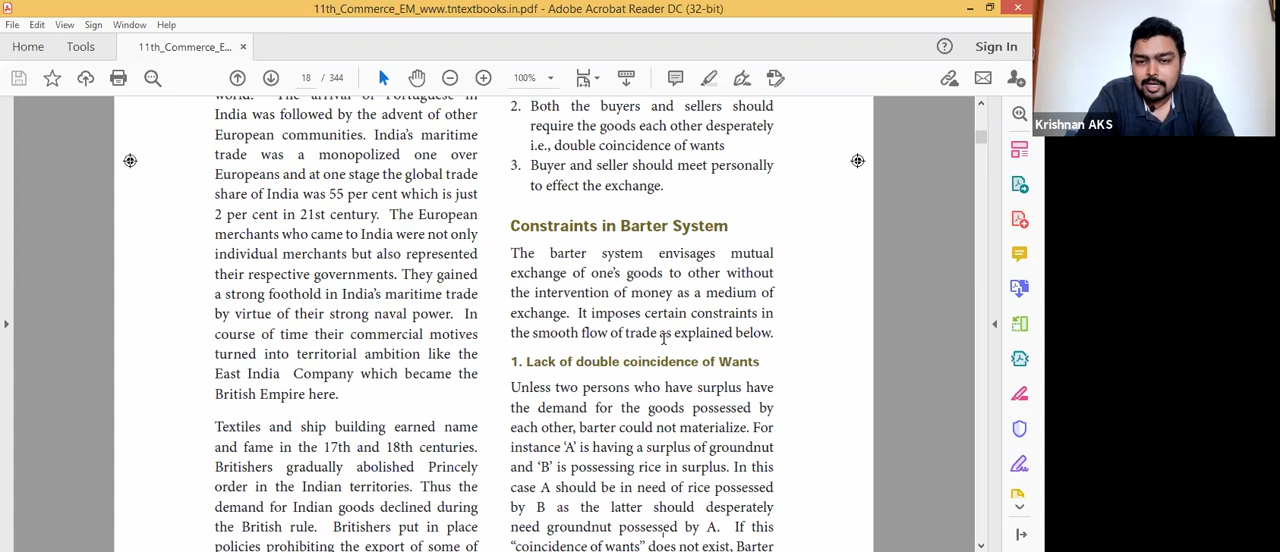 11th_Commerce_EM_www.tntextbooks.in.pdf - Adobe Acrobat Reader DC (32-bit)
File Edit View Sign Window Help
Home Tools 11th_Commerce_E... × Sign In
18 / 344 100%
Krishnan AKS
world. The arrival of Portuguese in
India was followed by the advent of other
European communities. India's maritime
trade was a monopolized one over
Europeans and at one stage the global trade
share of India was 55 per cent which is just
2 per cent in 21st century. The European
merchants who came to India were not only
individual merchants but also represented
their respective governments. They gained
a strong foothold in India's maritime trade
by virtue of their strong naval power. In
course of time their commercial motives
turned into territorial ambition like the
East India Company which became the
British Empire here.
Textiles and ship building earned name
and fame in the 17th and 18th centuries.
Britishers gradually abolished Princely
order in the Indian territories. Thus the
demand for Indian goods declined during
the British rule. Britishers put in place
policies prohibiting the export of some of
2. Both the buyers and sellers should
require the goods each other desperately
i.e., double coincidence of wants
3. Buyer and seller should meet personally
to effect the exchange.
Constraints in Barter System
The barter system envisages mutual
exchange of one's goods to other without
the intervention of money as a medium of
exchange. It imposes certain constraints in
the smooth flow of trade as explained below.
1. Lack of double coincidence of Wants
Unless two persons who have surplus have
the demand for the goods possessed by
each other, barter could not materialize. For
instance 'A' is having a surplus of groundnut
and 'B' is possessing rice in surplus. In this
case A should be in need of rice possessed
by B as the latter should desperately
need groundnut possessed by A. If this
"coincidence of wants" does not exist, Barter